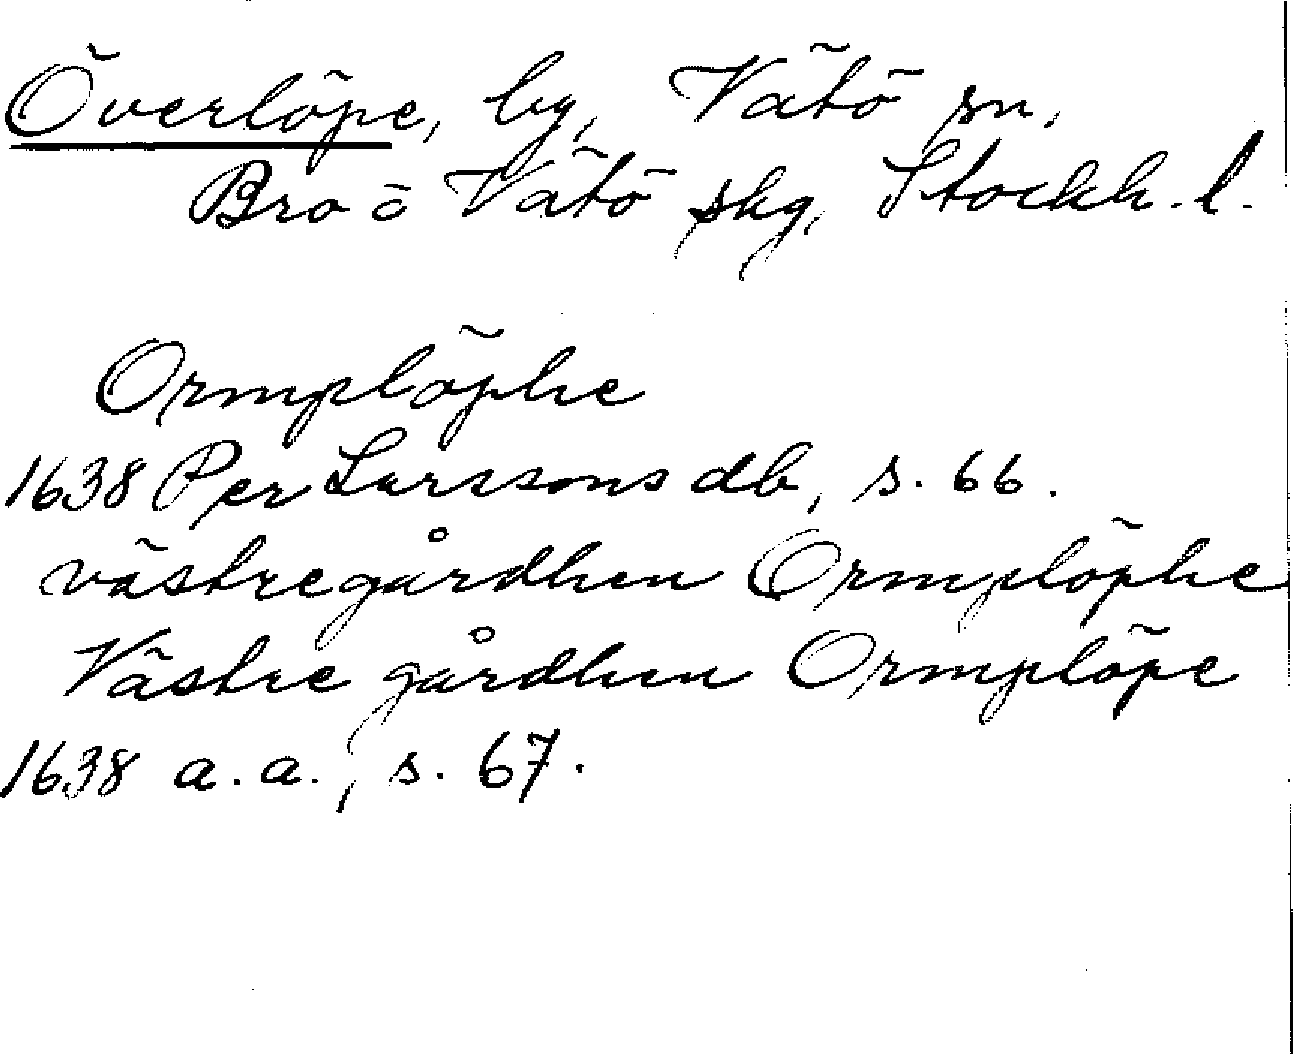 Överlöpe, by, Vätö sn,
Bro o Vätö skg, Stockh. l.
Ormplöphe
1638 Per Larssons db, s. 66.
västregårdhen Ormplöphe
Västre gårdhen Ormplöpe
1638 a. a., s. 67.